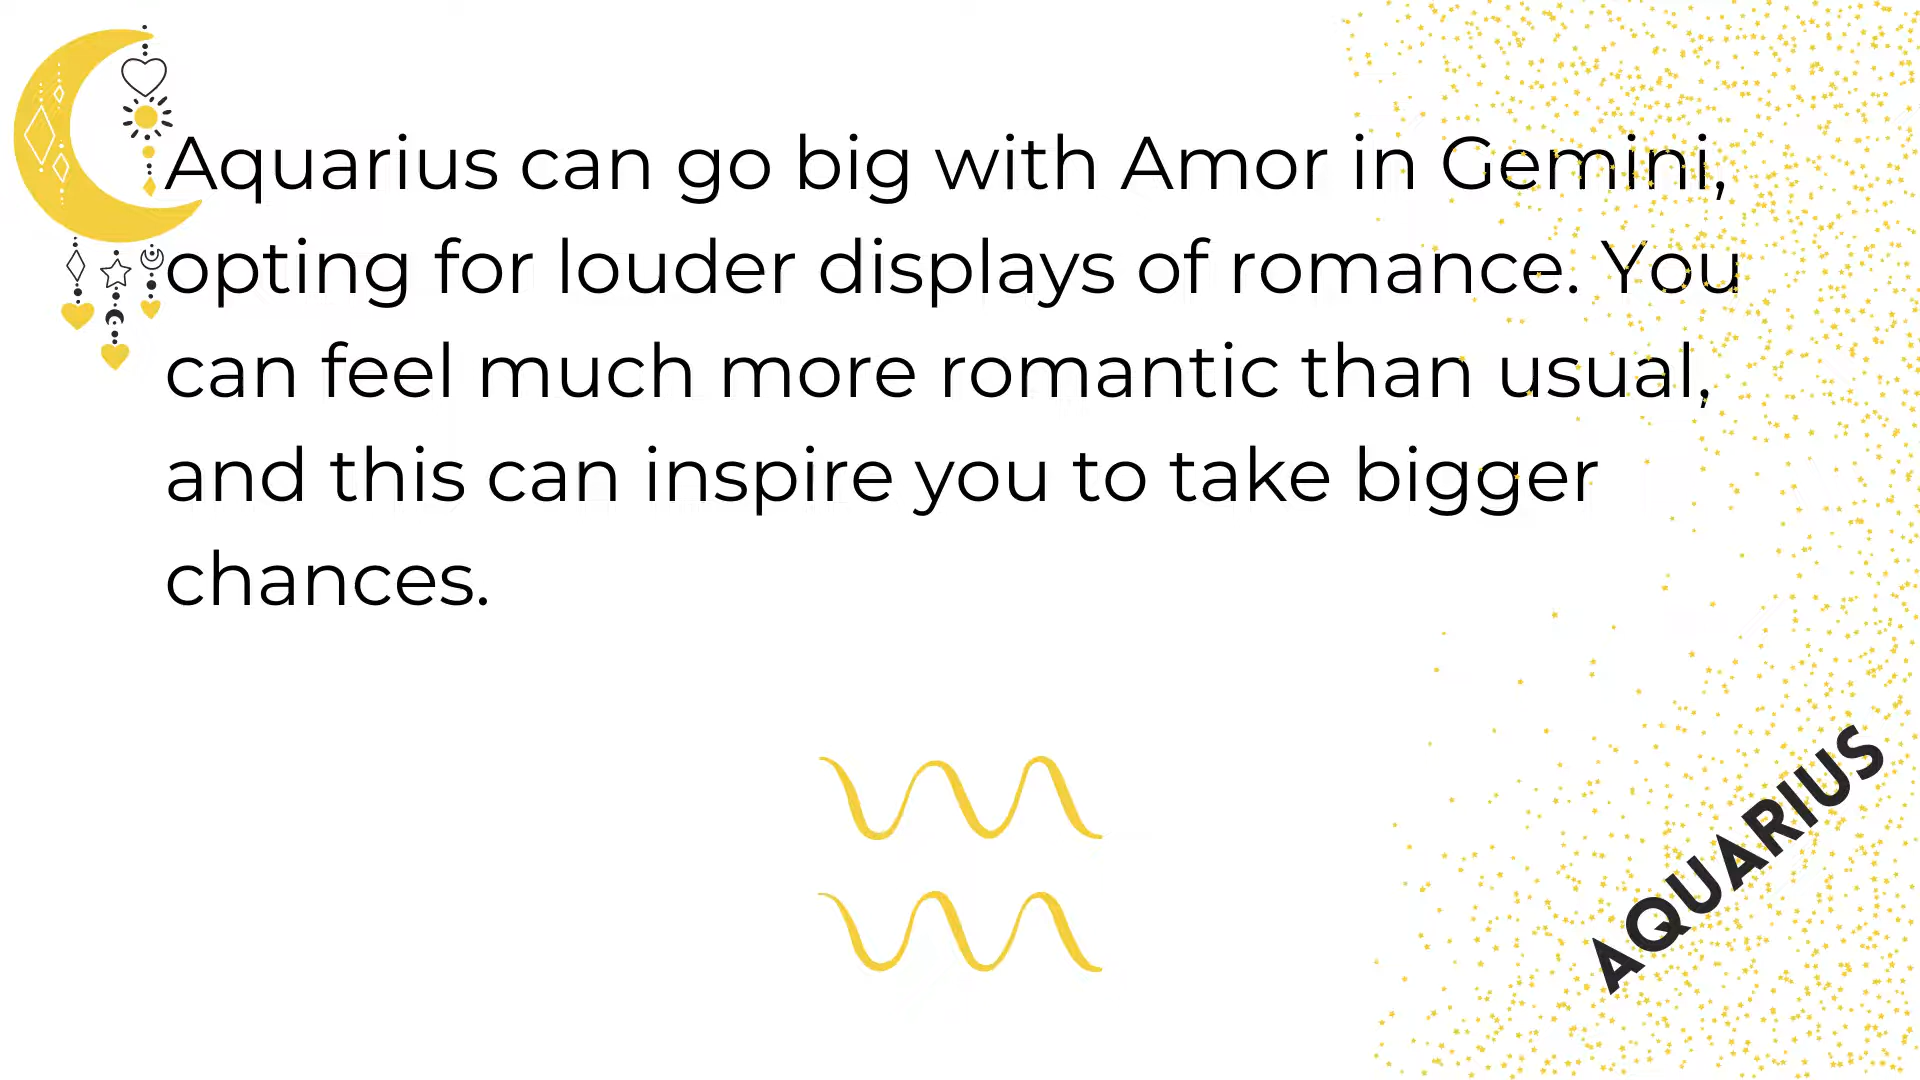 Aquarius can go big with Amor in Gemini,
opting for louder displays of romance. You
can feel much more romantic than usual,
and this can inspire you to take bigger
chances.
AQUARIUS